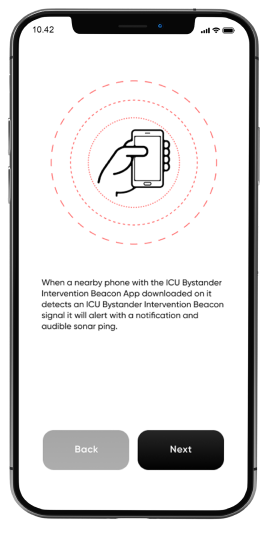 10.42
When a nearby phone with the ICU Bystander
Intervention Beacon App downloaded on it
detects an ICU Bystander Intervention Beacon
signal it will alert with a notification and
audible sonar ping.
Back
Next